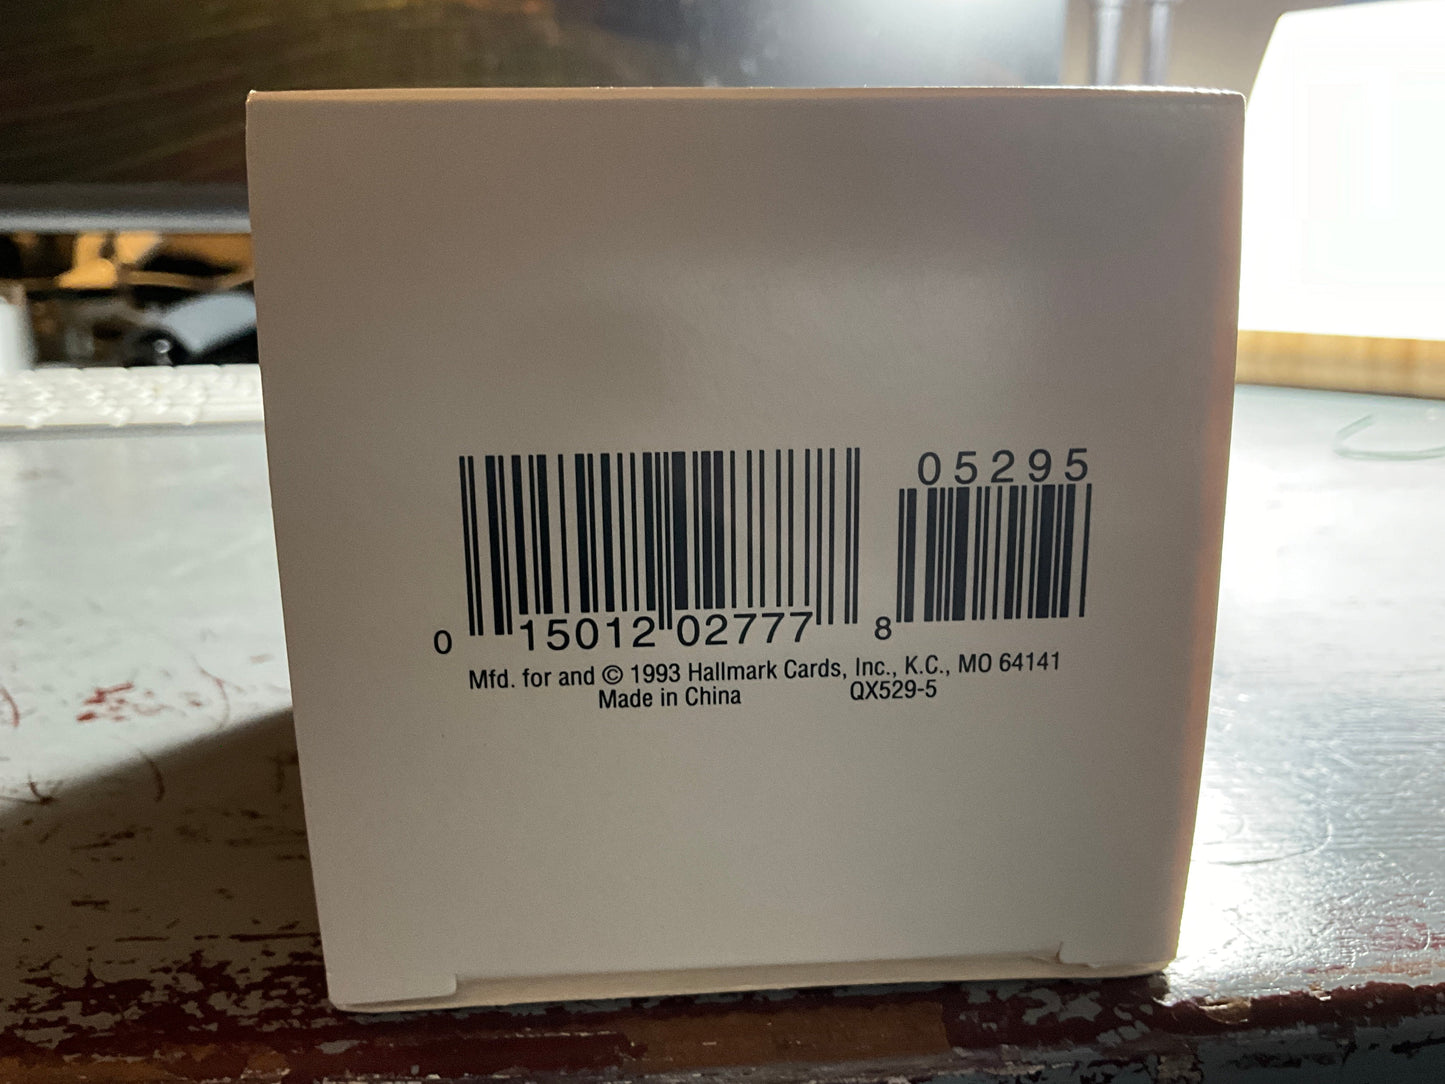 05295
0 15012 02777 8
Mfd. for and © 1993 Hallmark Cards, Inc., K.C., MO 64141
Made in China QX529-5